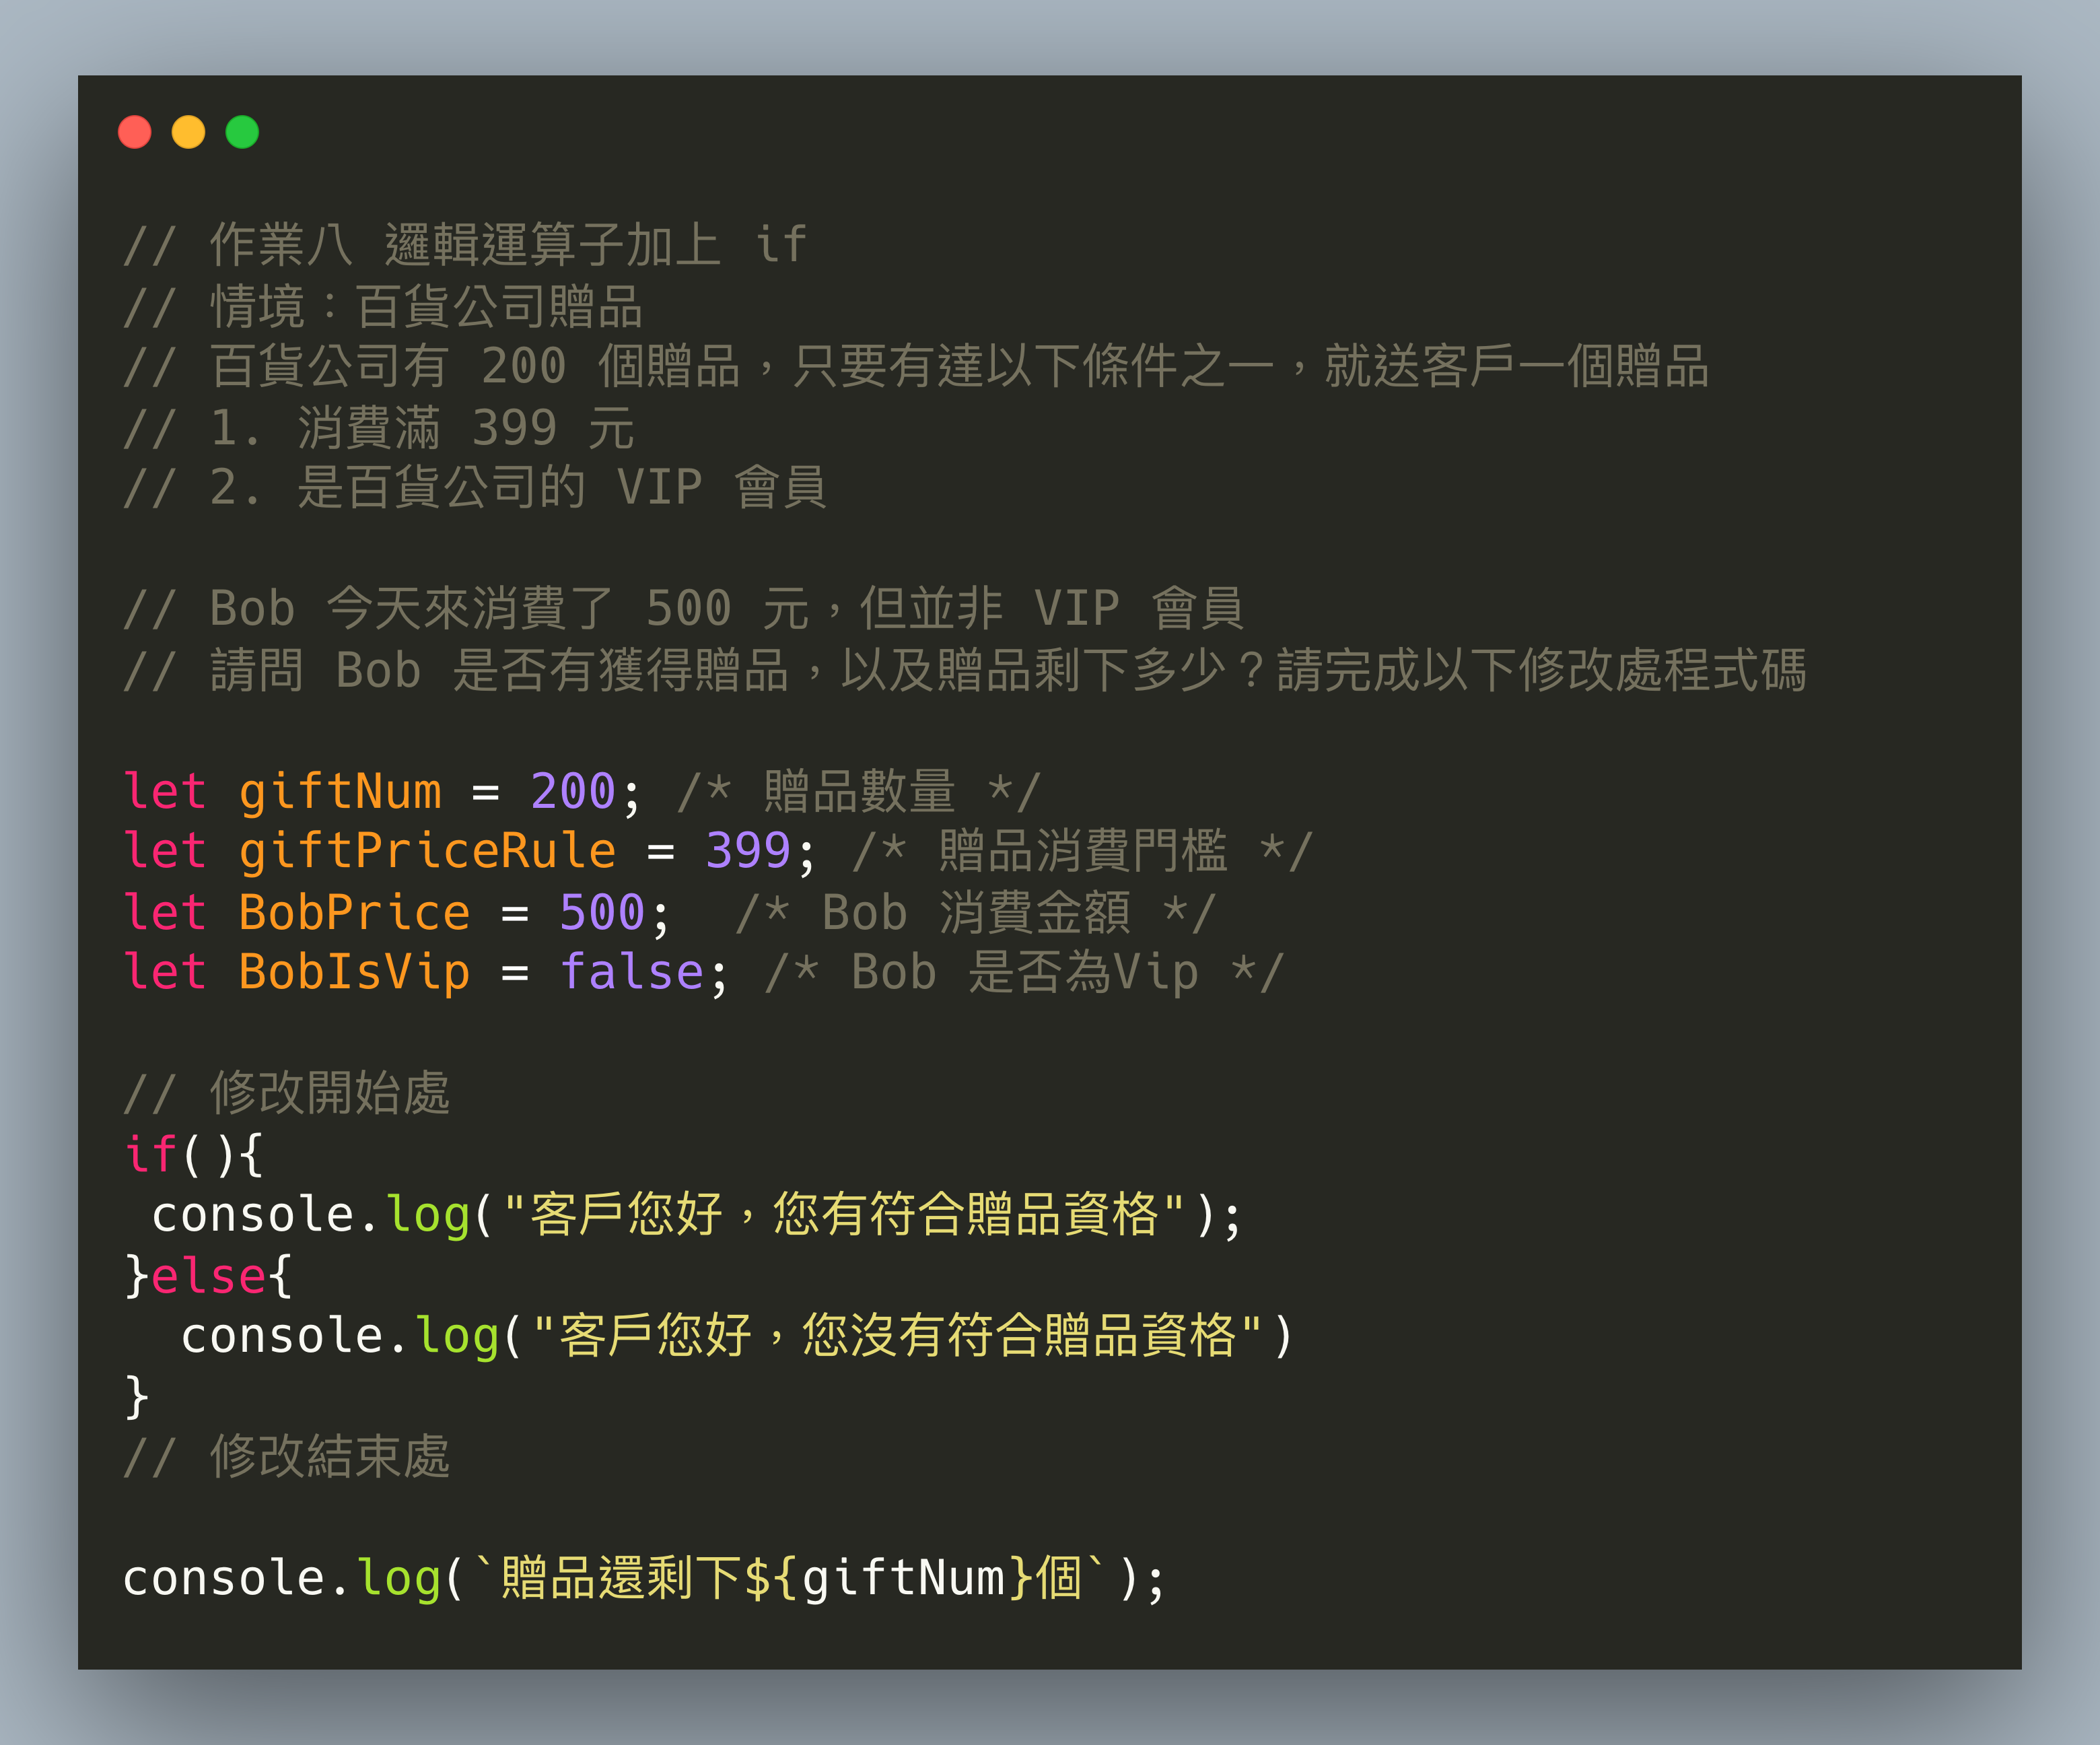 // 作業八 邏輯運算子加上 if
// 情境：百貨公司贈品
// 百貨公司有 200 個贈品，只要有達以下條件之一，就送客戶一個贈品
// 1. 消費滿 399 元
// 2. 是百貨公司的 VIP 會員
// Bob 今天來消費了 500 元，但並非 VIP 會員
// 請問 Bob 是否有獲得贈品，以及贈品剩下多少？請完成以下修改處程式碼
let giftNum = 200; /* 贈品數量 */
let giftPriceRule = 399; /* 贈品消費門檻 */
let BobPrice = 500;  /* Bob 消費金額 */
let BobIsVip = false; /* Bob 是否為Vip */
// 修改開始處
if(){
 console.log("客戶您好，您有符合贈品資格");
}else{
  console.log("客戶您好，您沒有符合贈品資格")
}
// 修改結束處
console.log(`贈品還剩下${giftNum}個`);